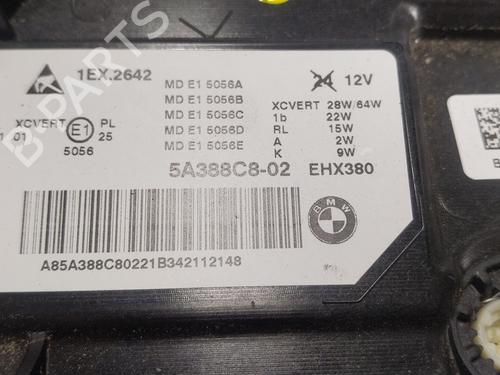 1EX.2642
MD E1 5056A
MD E1 5056B
MD E1 5056C
MD E1 5056D
MD E1 5056E
24 12V
XCVERT 28W/64W
1b 22W
RL 15W
A 2W
K 9W
XCVERT E1 PL
01 25
5056
5A388C8-02 EHX380
BMW
A85A388C80221B342112148